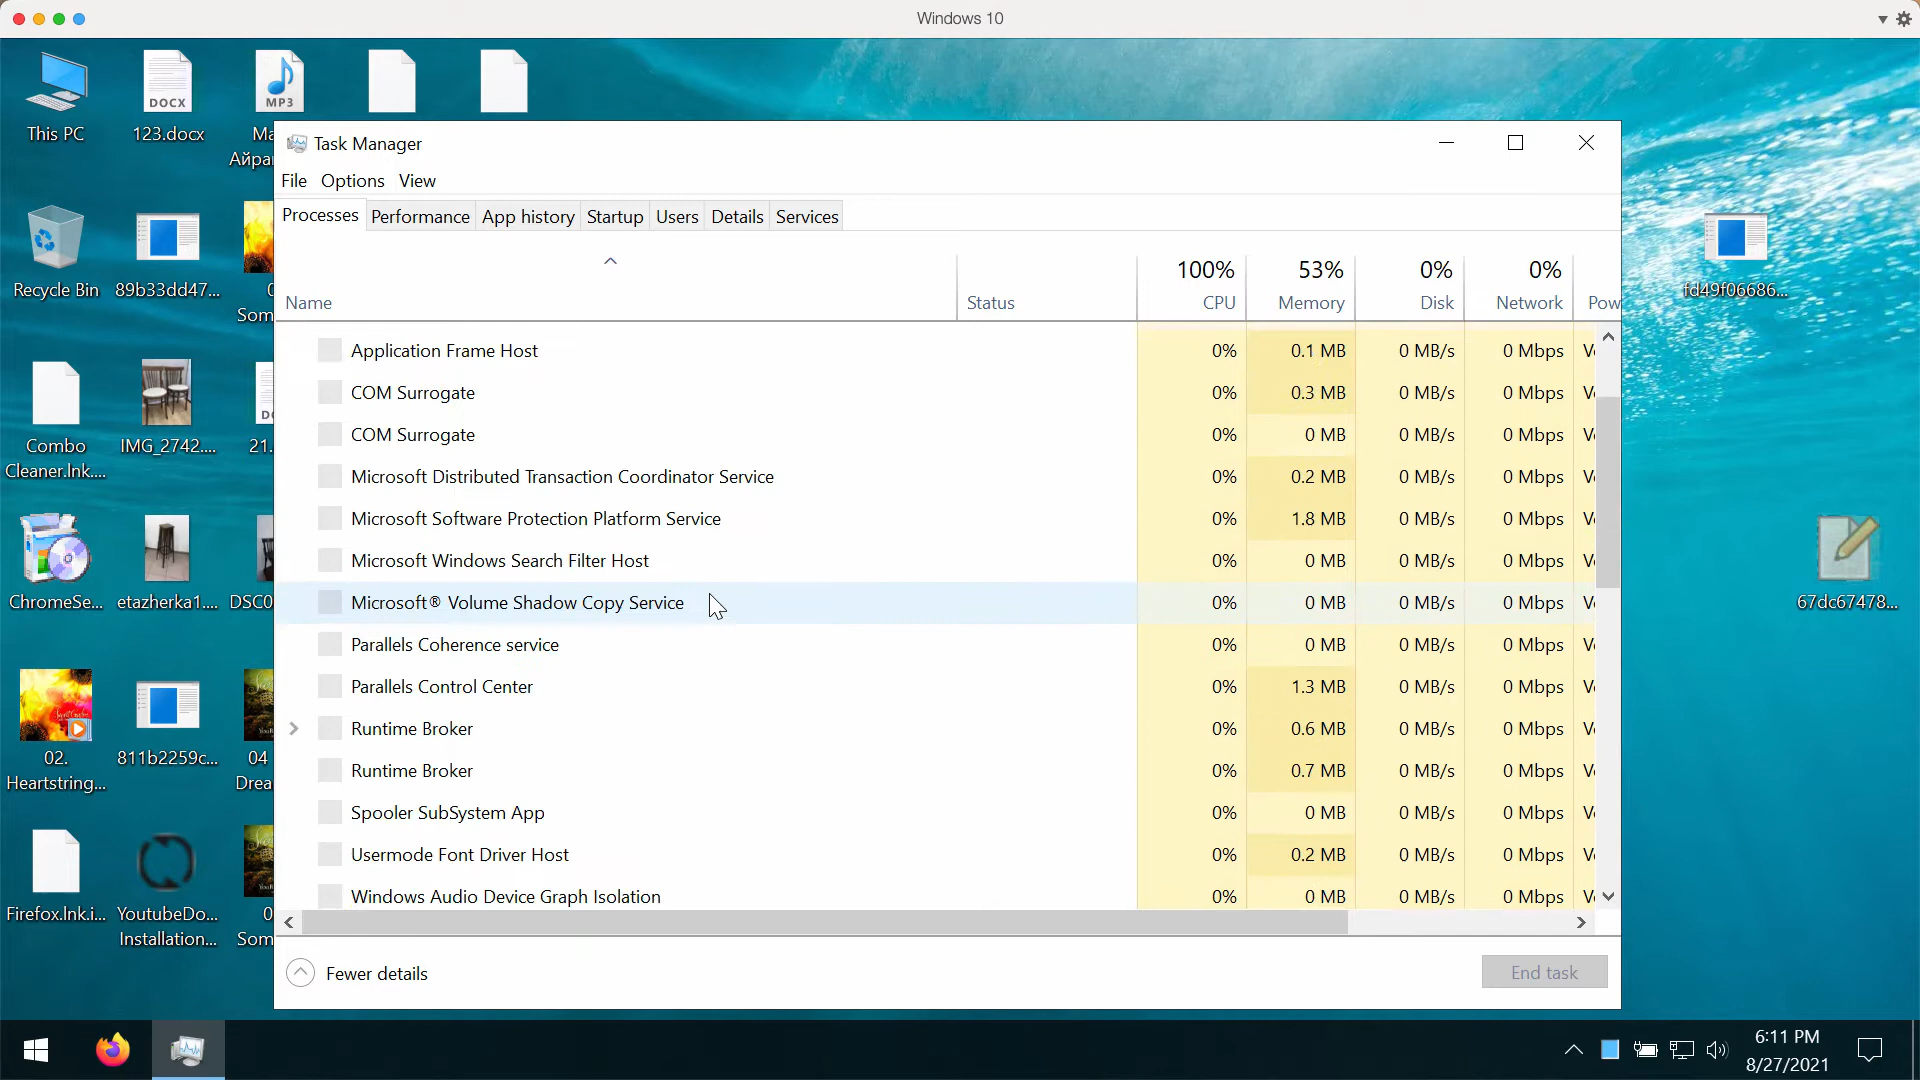 Windows 10
This PC
DOCX
123.docx
MP3
Ma
Айра
Recycle Bin
89b33dd47...
0
Som
Combo
Cleaner.lnk....
IMG_2742....
21.
ChromeSe...
etazherka1....
DSC0
02.
Heartstring...
811b2259c...
04
Drea
Firefox.lnk.i...
YoutubeDo...
Installation...
0
Som
fd49f06686...
67dc67478...
Task Manager
File Options View
Processes Performance App history Startup Users Details Services
100% 53% 0% 0%
Name Status CPU Memory Disk Network Pow
Application Frame Host 0% 0.1 MB 0 MB/s 0 Mbps
COM Surrogate 0% 0.3 MB 0 MB/s 0 Mbps
COM Surrogate 0% 0 MB 0 MB/s 0 Mbps
Microsoft Distributed Transaction Coordinator Service 0% 0.2 MB 0 MB/s 0 Mbps
Microsoft Software Protection Platform Service 0% 1.8 MB 0 MB/s 0 Mbps
Microsoft Windows Search Filter Host 0% 0 MB 0 MB/s 0 Mbps
Microsoft® Volume Shadow Copy Service 0% 0 MB 0 MB/s 0 Mbps
Parallels Coherence service 0% 0 MB 0 MB/s 0 Mbps
Parallels Control Center 0% 1.3 MB 0 MB/s 0 Mbps
Runtime Broker 0% 0.6 MB 0 MB/s 0 Mbps
Runtime Broker 0% 0.7 MB 0 MB/s 0 Mbps
Spooler SubSystem App 0% 0 MB 0 MB/s 0 Mbps
Usermode Font Driver Host 0% 0.2 MB 0 MB/s 0 Mbps
Windows Audio Device Graph Isolation 0% 0 MB 0 MB/s 0 Mbps
Fewer details
End task
6:11 PM
8/27/2021